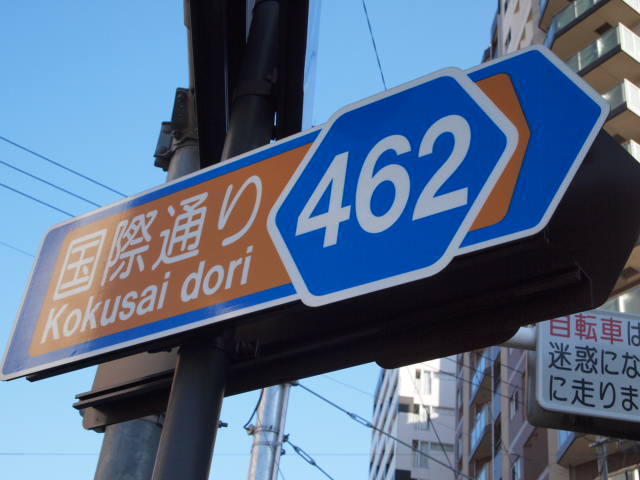 国際通り
Kokusai dori
462
自転車は
迷惑にな
に走りま